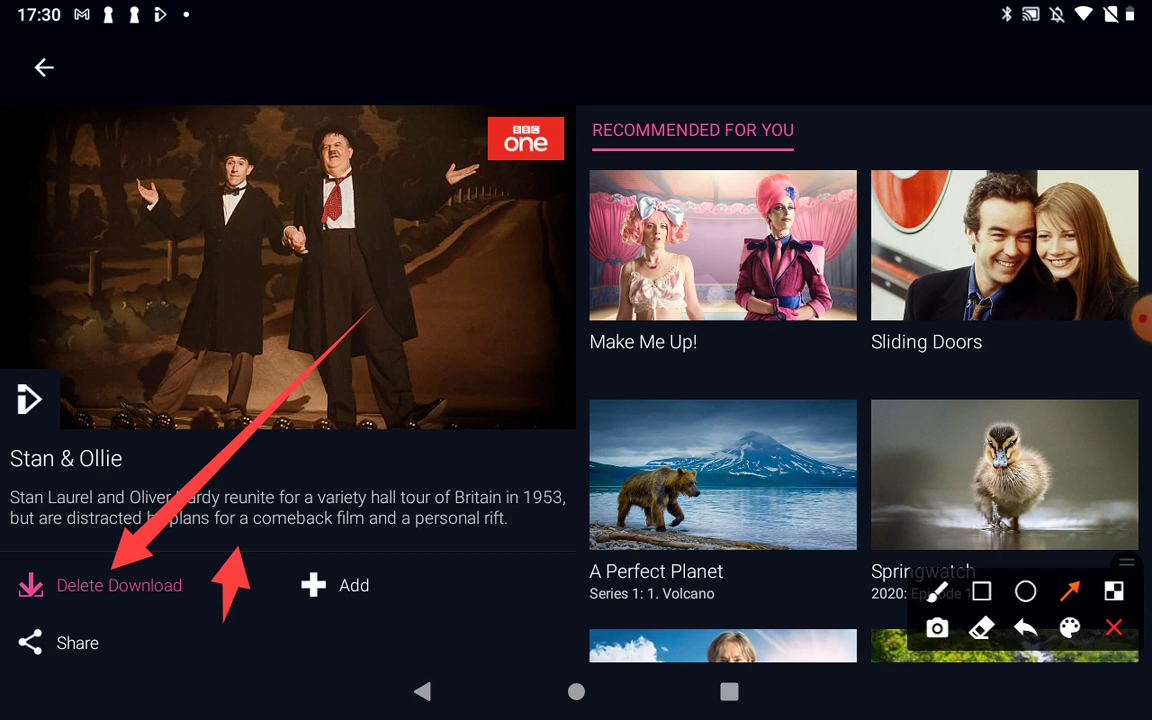 17:30
BBC
one
RECOMMENDED FOR YOU
Make Me Up!
Sliding Doors
Stan & Ollie
Stan Laurel and Oliver Hardy reunite for a variety hall tour of Britain in 1953,
but are distracted by plans for a comeback film and a personal rift.
Delete Download
Add
Share
A Perfect Planet
Series 1: 1. Volcano
Springwatch
2020: Episode 1